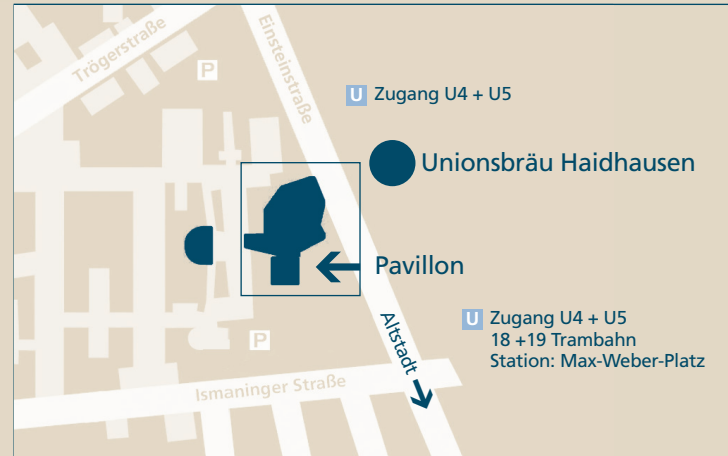 Trögerstraße
Einsteinstraße
P
U Zugang U4 + U5
Unionsbräu Haidhausen
Pavillon
Altstadt
U Zugang U4 + U5
18 +19 Trambahn
Station: Max-Weber-Platz
P
Ismaninger Straße